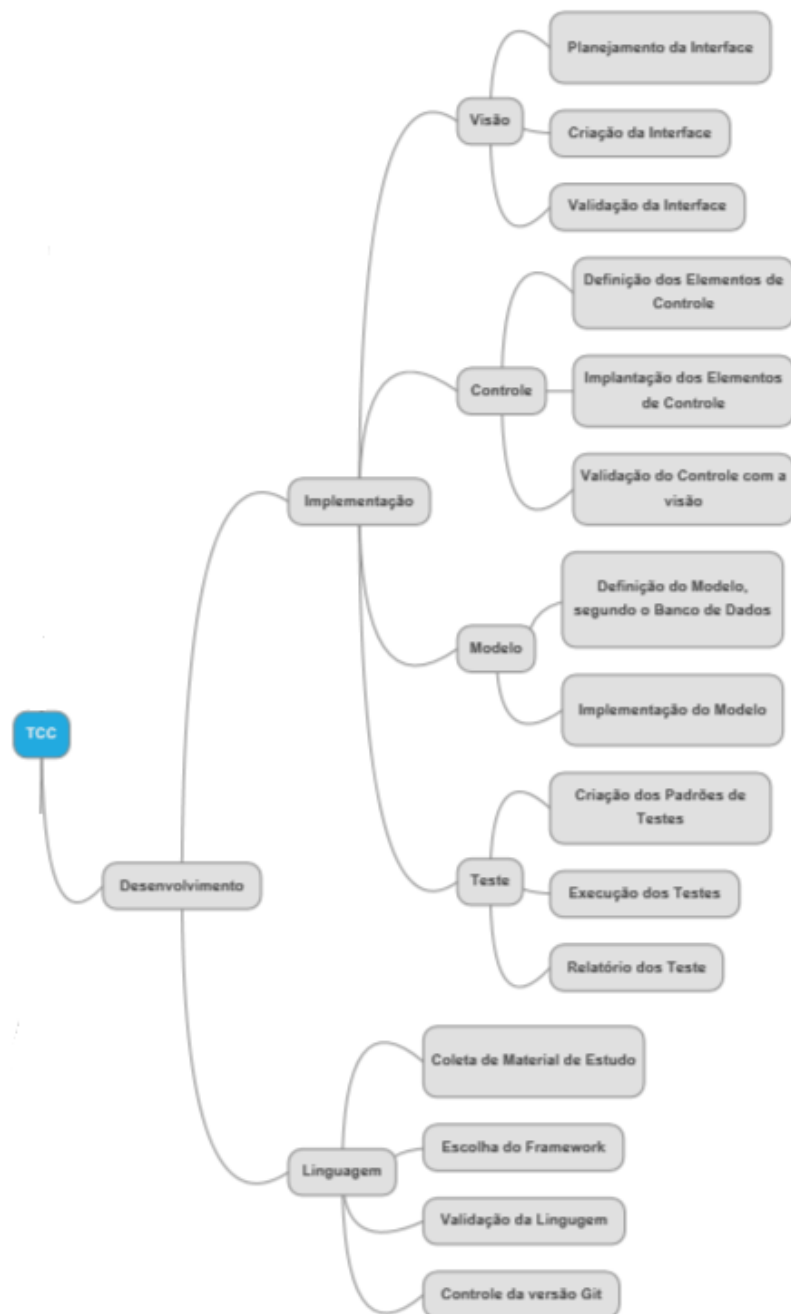 Planejamento da Interface
Visão
Criação da Interface
Validação da Interface
Definição dos Elementos de
Controle
Controle
Implantação dos Elementos
de Controle
Validação do Controle com a
visão
Implementação
Definição do Modelo,
segundo o Banco de Dados
Modelo
Implementação do Modelo
TCC
Criação dos Padrões de
Testes
Desenvolvimento
Teste
Execução dos Testes
Relatório dos Teste
Coleta de Material de Estudo
Escolha do Framework
Linguagem
Validação da Lingugem
Controle da versão Git